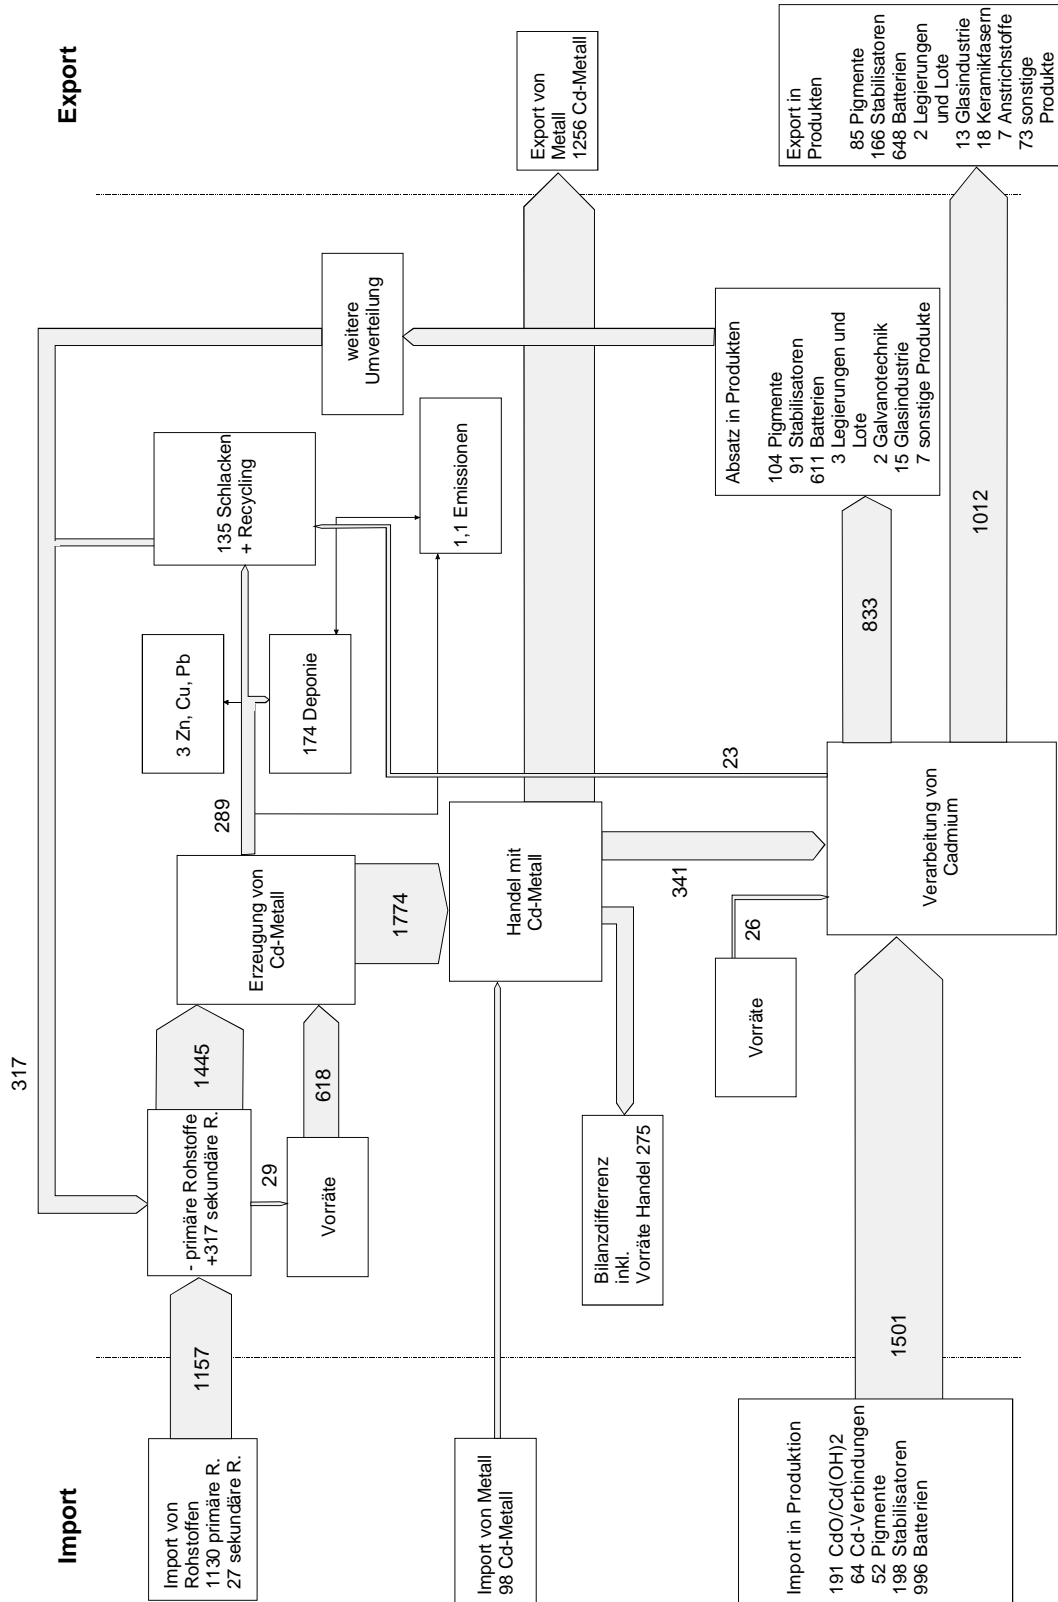 Import
Export
Import von
Rohstoffen
1130 primäre R.
27 sekundäre R.
1157
- primäre Rohstoffe
+317 sekundäre R.
317
1445
29
Vorräte
618
Erzeugung von
Cd-Metall
289
3 Zn, Cu, Pb
174 Deponie
135 Schlacken
+ Recycling
1,1 Emissionen
weitere
Umverteilung
1774
Import von Metall
98 Cd-Metall
Handel mit
Cd-Metall
Export von
Metall
1256 Cd-Metall
Bilanzdifferrenz
inkl.
Vorräte Handel 275
341
Vorräte
26
23
Import in Produktion
191 CdO/Cd(OH)2
64 Cd-Verbindungen
52 Pigmente
198 Stabilisatoren
996 Batterien
1501
Verarbeitung von
Cadmium
833
Absatz in Produkten
104 Pigmente
91 Stabilisatoren
611 Batterien
3 Legierungen und
Lote
2 Galvanotechnik
15 Glasindustrie
7 sonstige Produkte
1012
Export in
Produkten
85 Pigmente
166 Stabilisatoren
648 Batterien
2 Legierungen
und Lote
13 Glasindustrie
18 Keramikfasern
7 Anstrichstoffe
73 sonstige
Produkte